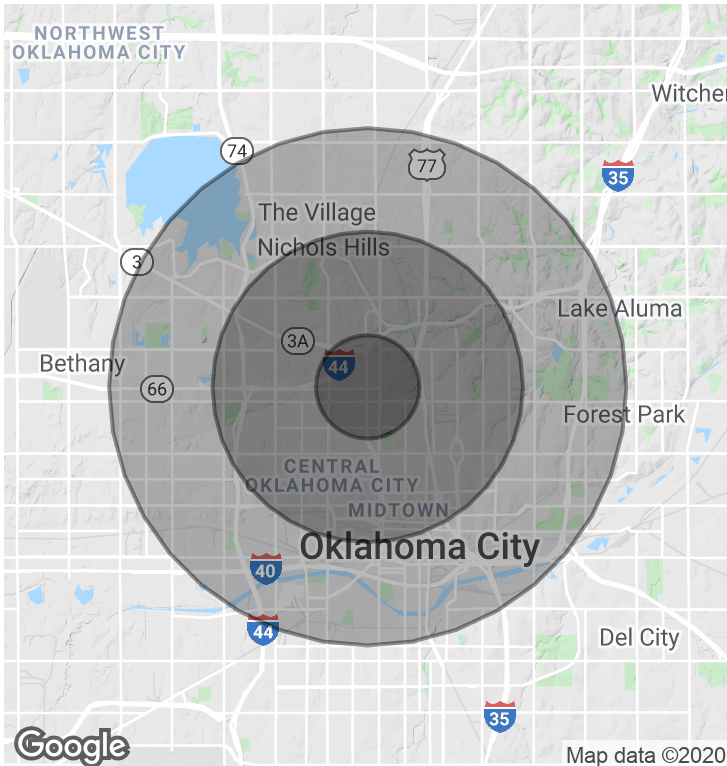 NORTHWEST
OKLAHOMA CITY
Witcher
74
77
35
The Village
Nichols Hills
3
Lake Aluma
3A
44
Bethany
66
Forest Park
CENTRAL
OKLAHOMA CITY
MIDTOWN
Oklahoma City
40
44
Del City
35
Google
Map data ©2020